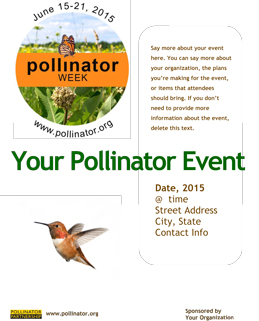 June 15-21, 2015
pollinator
WEEK
www.pollinator.org
Say more about your event
here. You can say more about
your organization, the plans
you're making for the event,
or items that attendees
should bring. If you don't
need to provide more
information about the event,
delete this text.
Your Pollinator Event
Date, 2015
@ time
Street Address
City, State
Contact Info
POLLINATOR
PARTNERSHIP
www.pollinator.org
Sponsored by
Your Organization